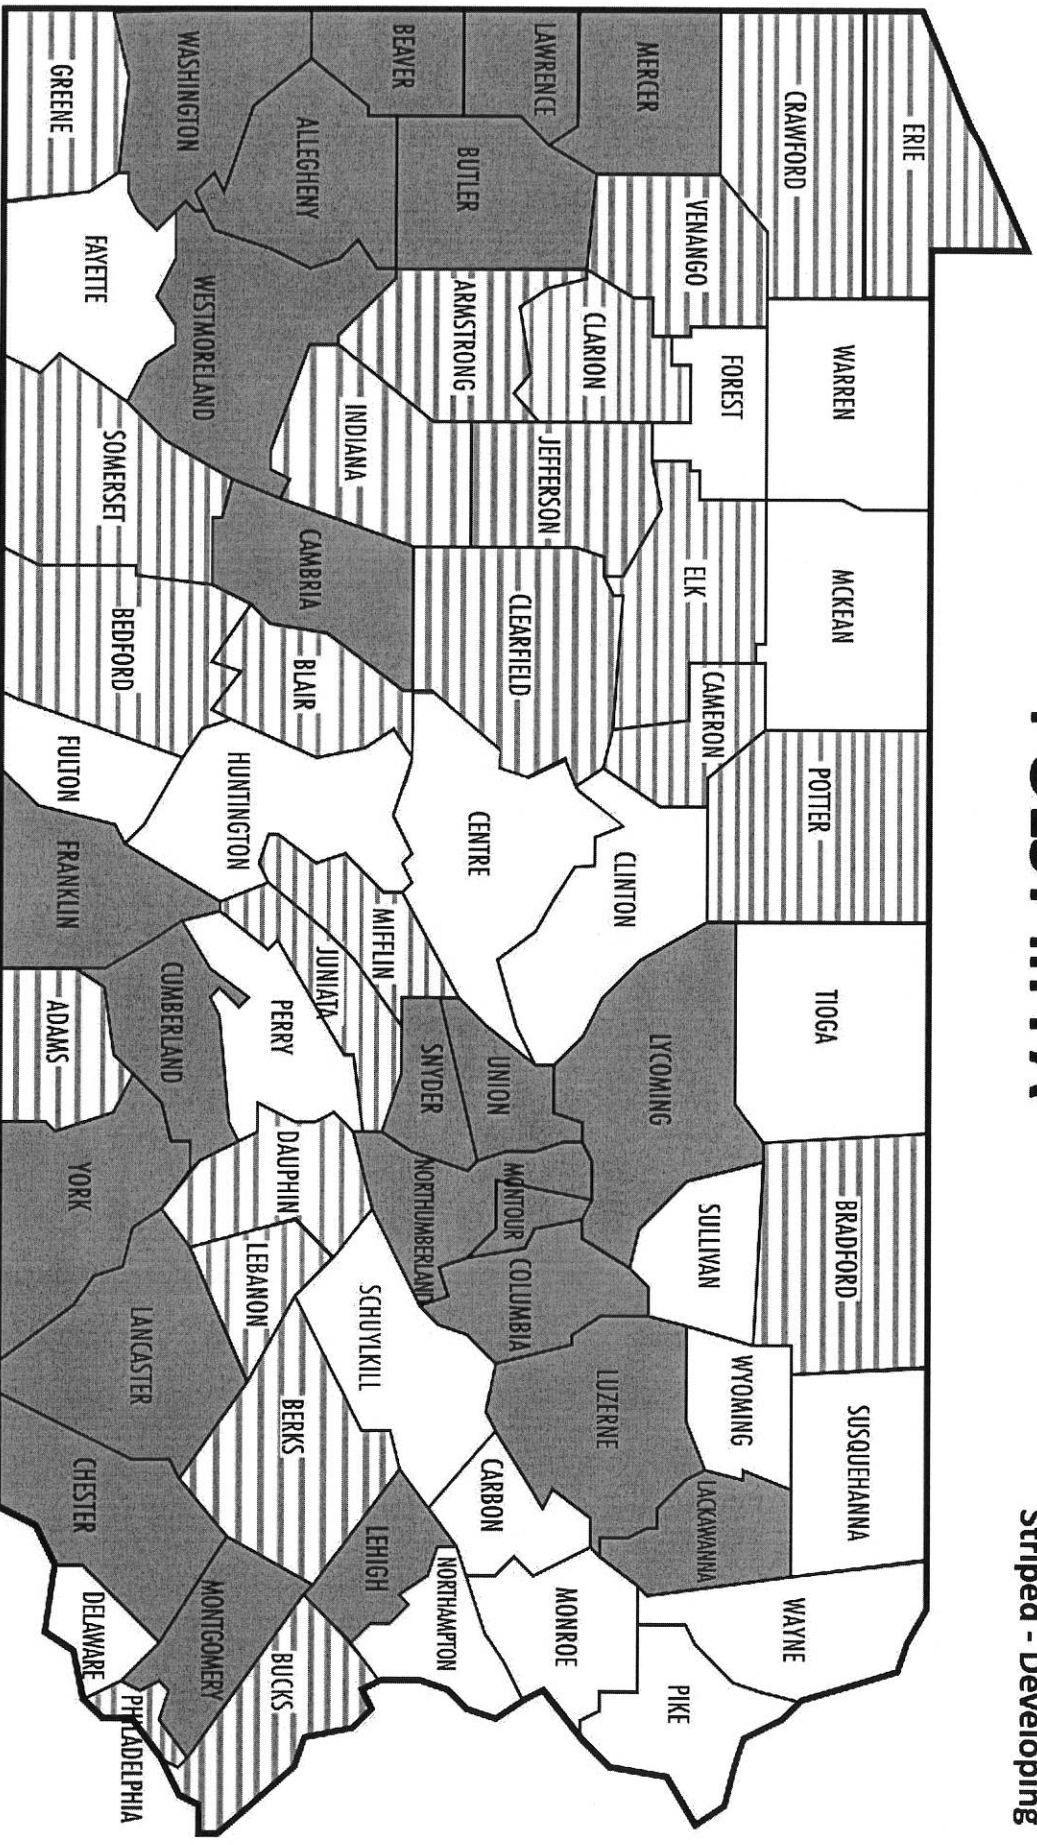 Striped - Developing
ERIE
CRAWFORD
WARREN
MCKEAN
POTTER
TIOGA
BRADFORD
SUSQUEHANNA
WAYNE
MERCER
VENANGO
FOREST
ELK
CAMERON
CLINTON
LYCOMING
SULLIVAN
WYOMING
LACKAWANNA
PIKE
LAWRENCE
BUTLER
CLARION
JEFFERSON
CLEARFIELD
CENTRE
UNION
MONTOUR
COLUMBIA
LUZERNE
CARBON
MONROE
BEAVER
ARMSTRONG
INDIANA
CAMBRIA
BLAIR
HUNTINGTON
MIFFLIN
JUNIATA
SNYDER
NORTHUMBERLAND
SCHUYLKILL
LEHIGH
NORTHAMPTON
ALLEGHENY
WESTMORELAND
PERRY
DAUPHIN
LEBANON
BERKS
BUCKS
WASHINGTON
SOMERSET
BEDFORD
CUMBERLAND
LANCASTER
MONTGOMERY
GREENE
FAYETTE
FULTON
FRANKLIN
ADAMS
YORK
CHESTER
DELAWARE
PHILADELPHIA